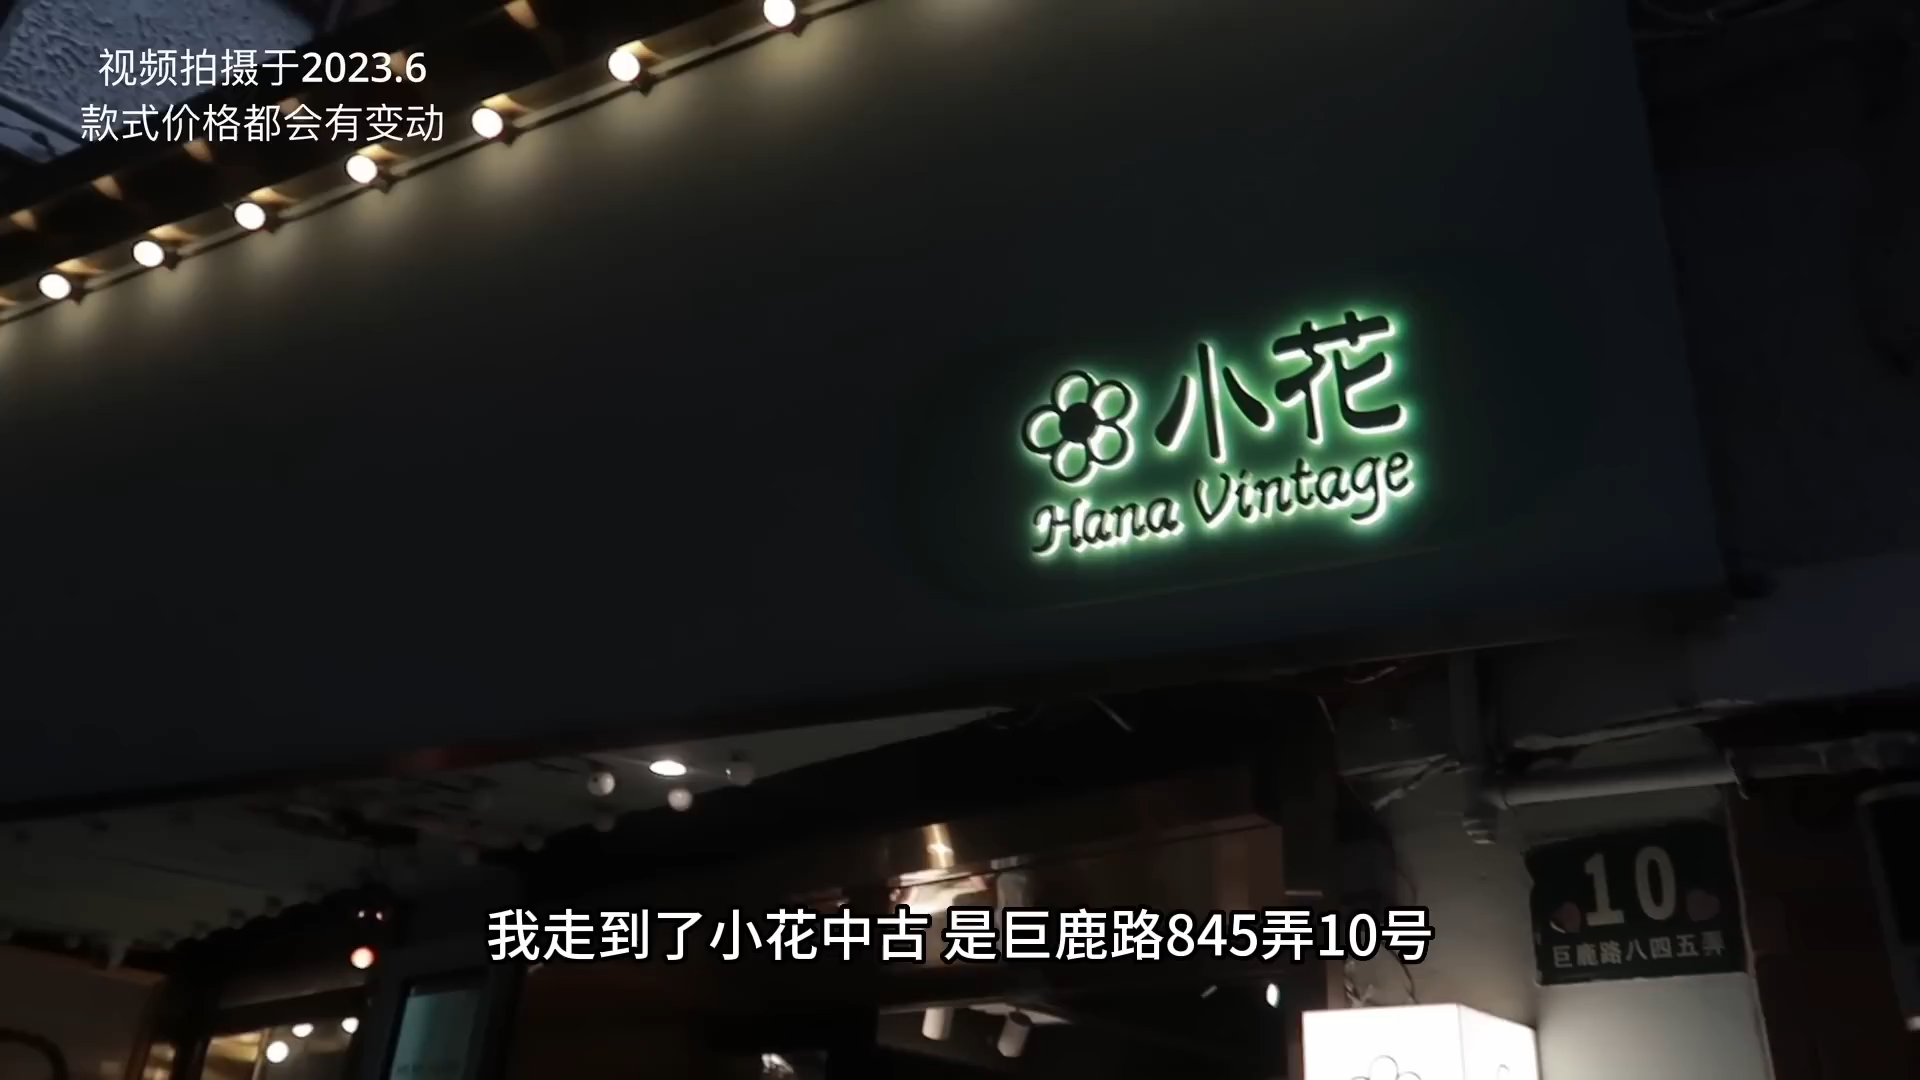 视频拍摄于2023.6
款式价格都会有变动
小花
Hana Vintage
10
巨鹿路八四五弄
我走到了小花中古 是巨鹿路845弄10号